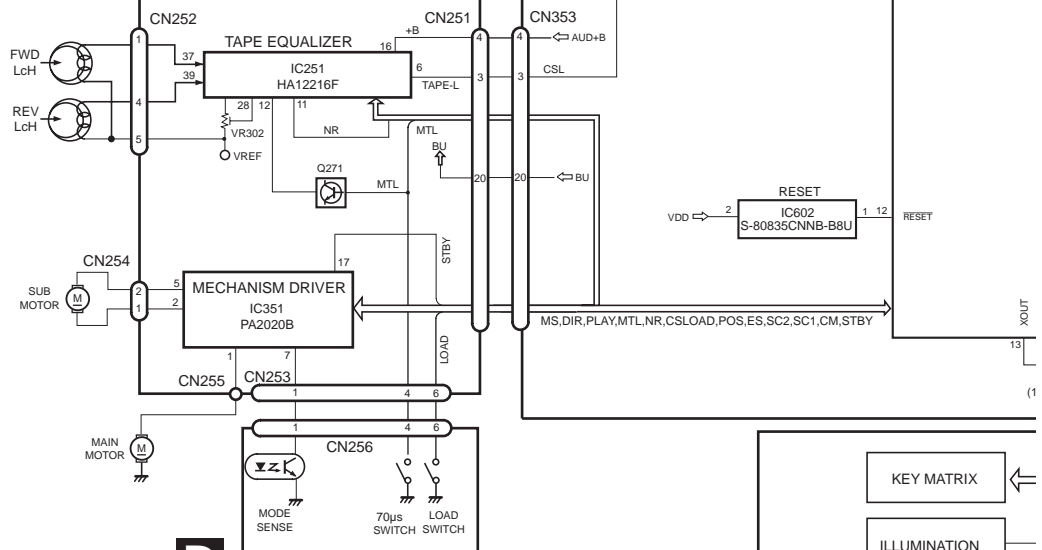 CN252
CN251
CN353
+B
1
TAPE EQUALIZER
16
4
4
AUD+B
FWD
LcH
37
IC251
HA12216F
6
3
3
CSL
39
TAPE-L
REV
LcH
4
28
12
11
VR302
NR
MTL
5
BU
VREF
Q271
MTL
20
20
BU
RESET
VDD
2
IC602
S-80835CNNB-B8U
1
12
RESET
STBY
CN254
17
SUB
MOTOR
M
2
5
MECHANISM DRIVER
1
2
IC351
PA2020B
MS,DIR,PLAY,MTL,NR,CSLOAD,POS,ES,SC2,SC1,CM,STBY
XOUT
13
1
7
LOAD
CN255
CN253
1
4
6
(1
1
4
6
MAIN
MOTOR
M
CN256
KEY MATRIX
MODE
SENSE
70µs
SWITCH
LOAD
SWITCH
ILLUMINATION